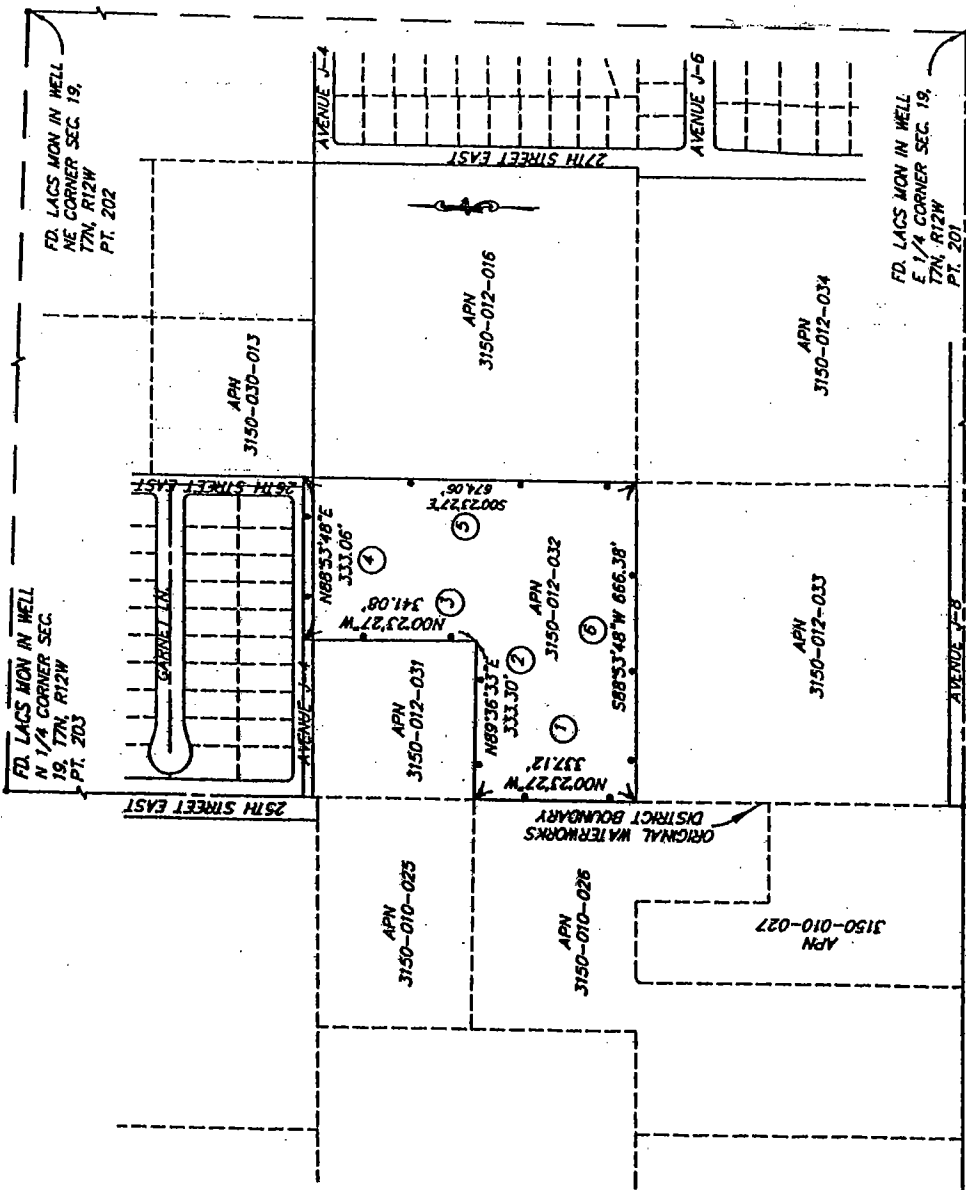 FD. LACS MON IN WELL
NE CORNER SEC. 19,
T7N, R12W
PT. 202
FD. LACS MON IN WELL
N 1/4 CORNER SEC.
19, T7N, R12W
PT. 203
GARNET LN.
26TH STREET EAST
25TH STREET EAST
AVENUE J-4
AVENUE J-4
27TH STREET EAST
AVENUE J-6
APN
3150-030-013
APN
3150-012-016
N88°53'48"E
333.06'
4
S00°23'27"E
674.06'
5
N00°23'27"W
341.08'
3
APN
3150-012-031
N89°36'33"E
333.30'
2
APN
3150-012-032
1
N00°23'27"W
337.12'
6
S88°53'48"W 666.38'
ORIGINAL WATERWORKS
DISTRICT BOUNDARY
APN
3150-010-025
APN
3150-010-026
APN
3150-010-027
APN
3150-012-033
APN
3150-012-034
AVENUE J-8
FD. LACS MON IN WELL
E 1/4 CORNER SEC. 19,
T7N, R12W
PT. 201